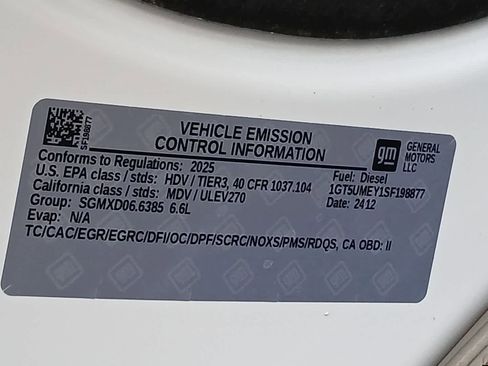 SF198877
VEHICLE EMISSION
CONTROL INFORMATION
gm
GENERAL
MOTORS
LLC
Conforms to Regulations: 2025
U.S. EPA class / stds: HDV / TIER3, 40 CFR 1037.104
California class / stds: MDV / ULEV270
Group: SGMXD06.6385 6.6L
Evap: N/A
Fuel: Diesel
1GT5UMEY1SF198877
2412
TC/CAC/EGR/EGRC/DFI/OC/DPF/SCRC/NOXS/PMS/RDQS, CA OBD: II